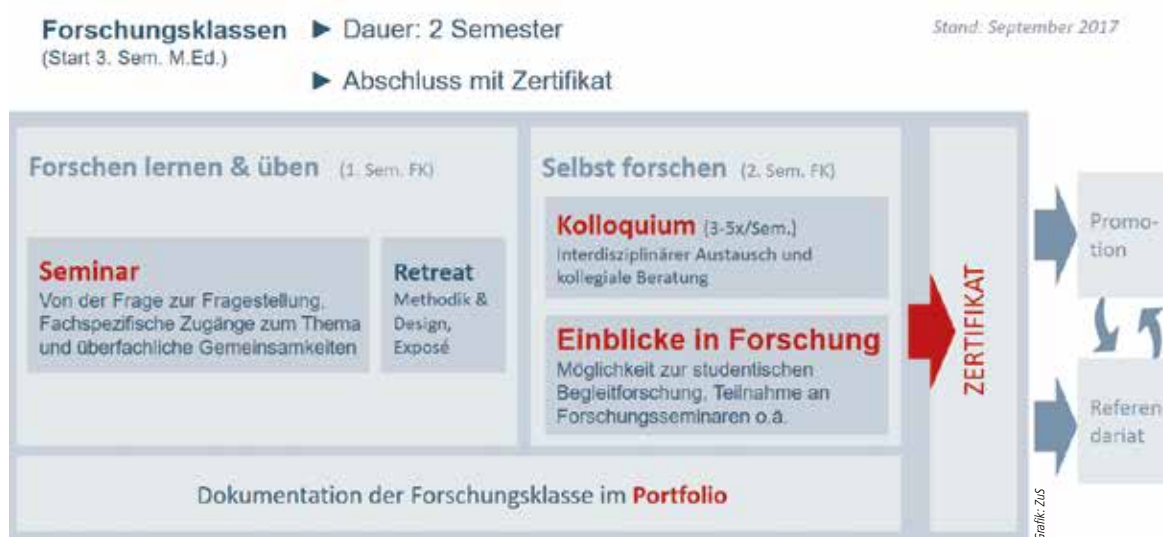 Forschungsklassen
(Start 3. Sem. M.Ed.)
► Dauer: 2 Semester
► Abschluss mit Zertifikat
Stand: September 2017
Forschen lernen & üben (1. Sem. FK)
Seminar
Von der Frage zur Fragestellung,
Fachspezifische Zugänge zum Thema
und überfachliche Gemeinsamkeiten
Retreat
Methodik &
Design,
Exposé
Selbst forschen (2. Sem. FK)
Kolloquium (3-5x/Sem.)
Interdisziplinärer Austausch und
kollegiale Beratung
Einblicke in Forschung
Möglichkeit zur studentischen
Begleitforschung, Teilnahme an
Forschungsseminaren o.ä.
Dokumentation der Forschungsklasse im Portfolio
ZERTIFIKAT
Promo-
tion
Referen
dariat
Grafik: ZuS